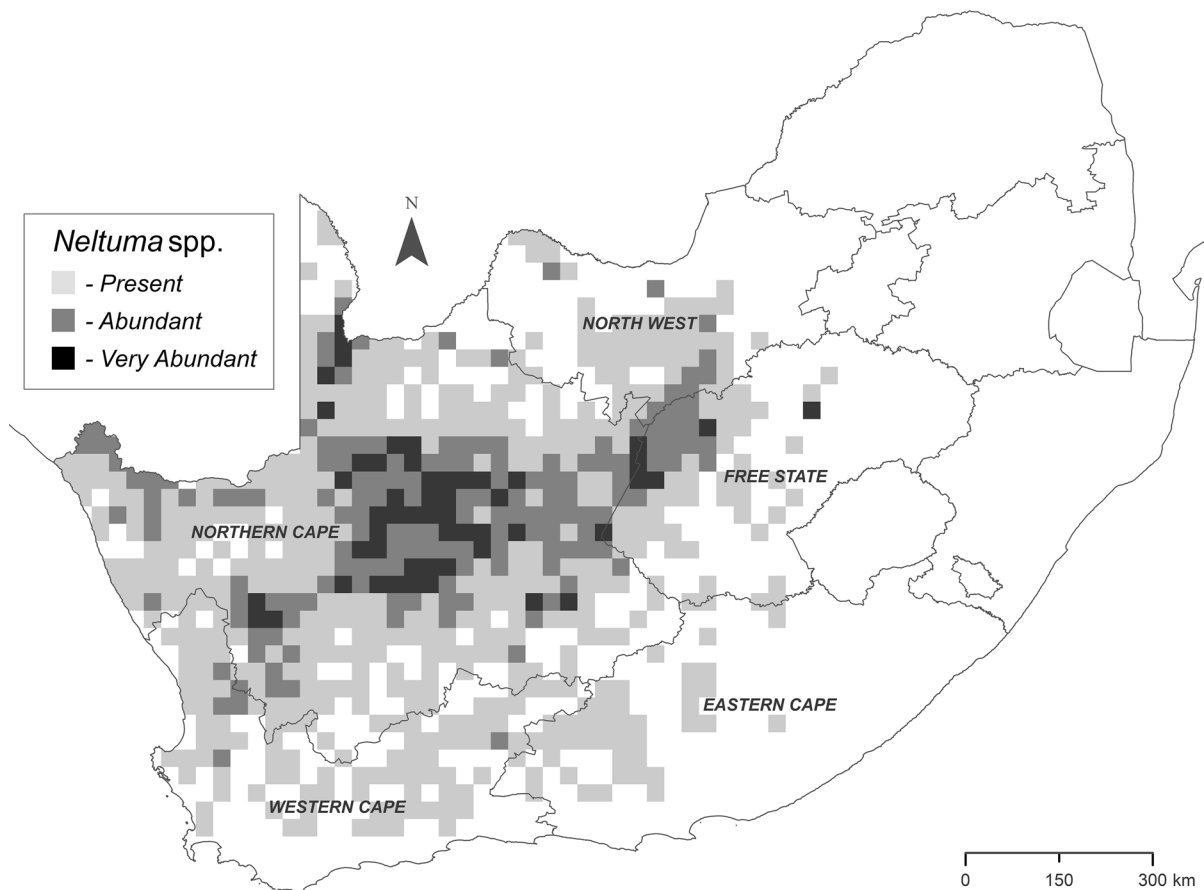 N
Neltuma spp.
- Present
- Abundant
- Very Abundant
NORTH WEST
FREE STATE
NORTHERN CAPE
EASTERN CAPE
WESTERN CAPE
0 150 300 km